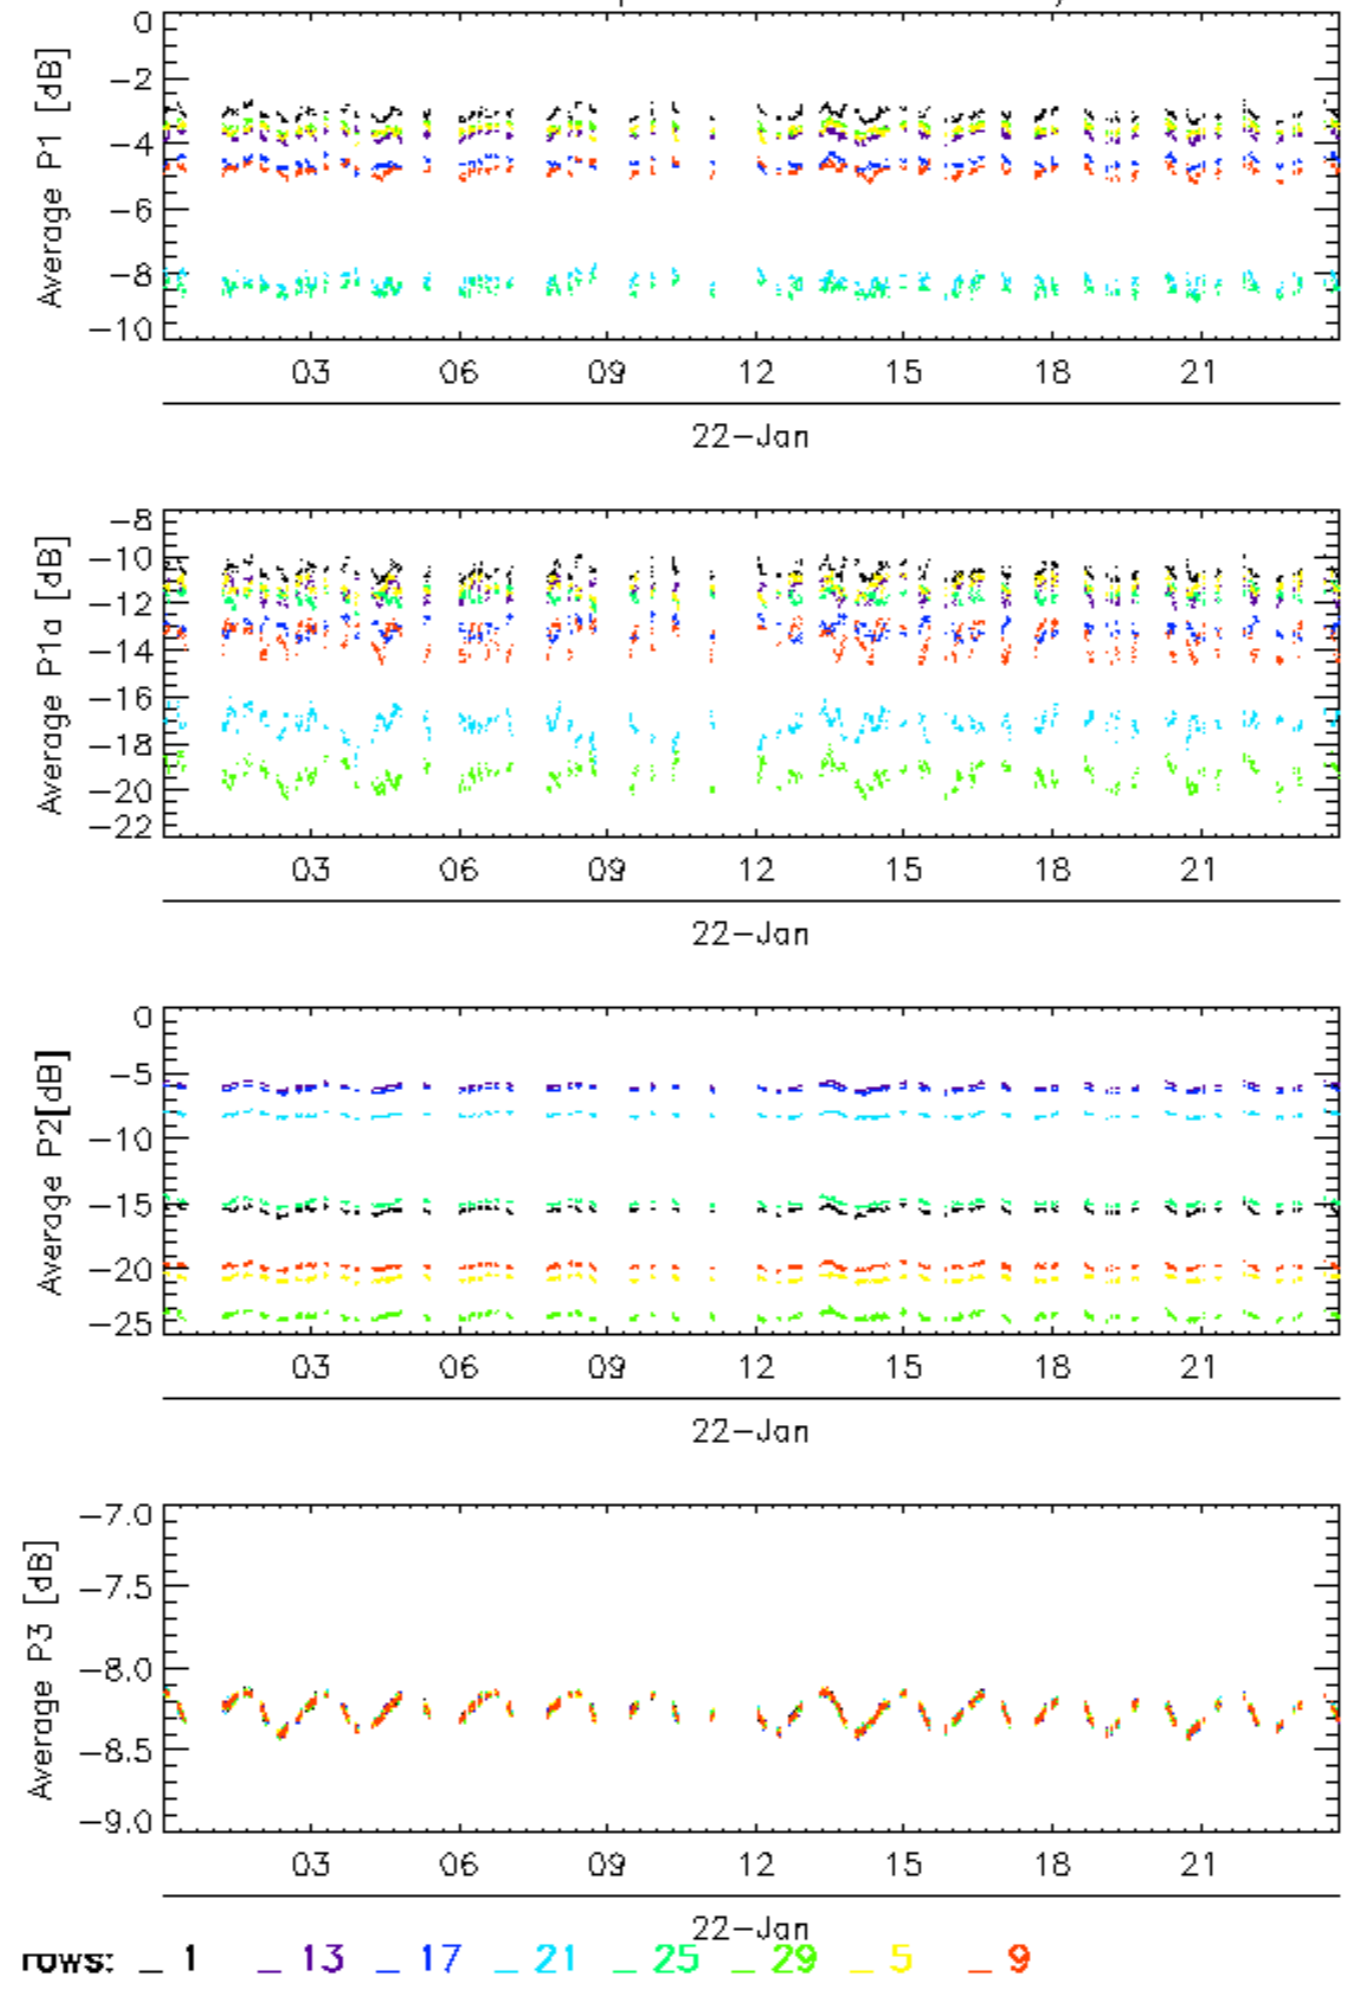 0
−2
−4
−6
−8
−10
Average P1 [dB]
03 06 09 12 15 18 21
22−Jan
−8
−10
−12
−14
−16
−18
−20
−22
Average P1a [dB]
03 06 09 12 15 18 21
22−Jan
0
−5
−10
−15
−20
−25
Average P2[dB]
03 06 09 12 15 18 21
22−Jan
−7.0
−7.5
−8.0
−8.5
−9.0
Average P3 [dB]
03 06 09 12 15 18 21
22−Jan
rows: _ 1 _ 13 _ 17 _ 21 _ 25 _ 29 _ 5 _ 9